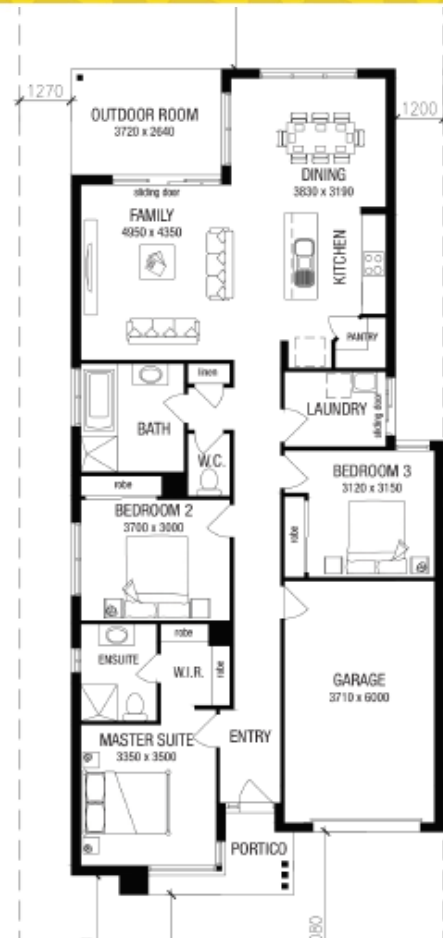 1270
1200
OUTDOOR ROOM
3720 x 2640
DINING
3830 x 3190
sliding door
FAMILY
4950 x 4350
KITCHEN
PANTRY
linen
LAUNDRY
sliding door
BATH
W.C.
BEDROOM 3
3120 x 3150
robe
BEDROOM 2
3700 x 3000
robe
robe
ENSUITE
W.I.R.
robe
GARAGE
3710 x 6000
MASTER SUITE
3350 x 3500
ENTRY
PORTICO